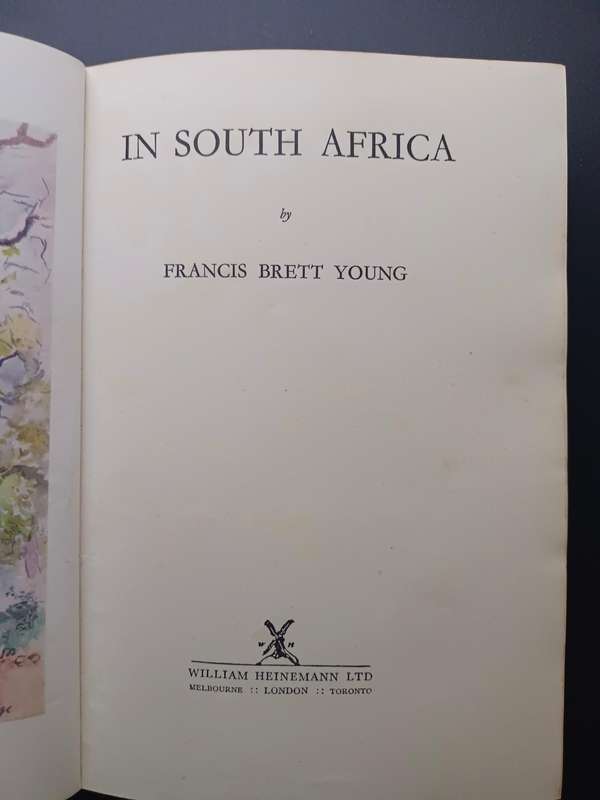 IN SOUTH AFRICA
by
FRANCIS BRETT YOUNG
W H
WILLIAM HEINEMANN LTD
MELBOURNE :: LONDON :: TORONTO